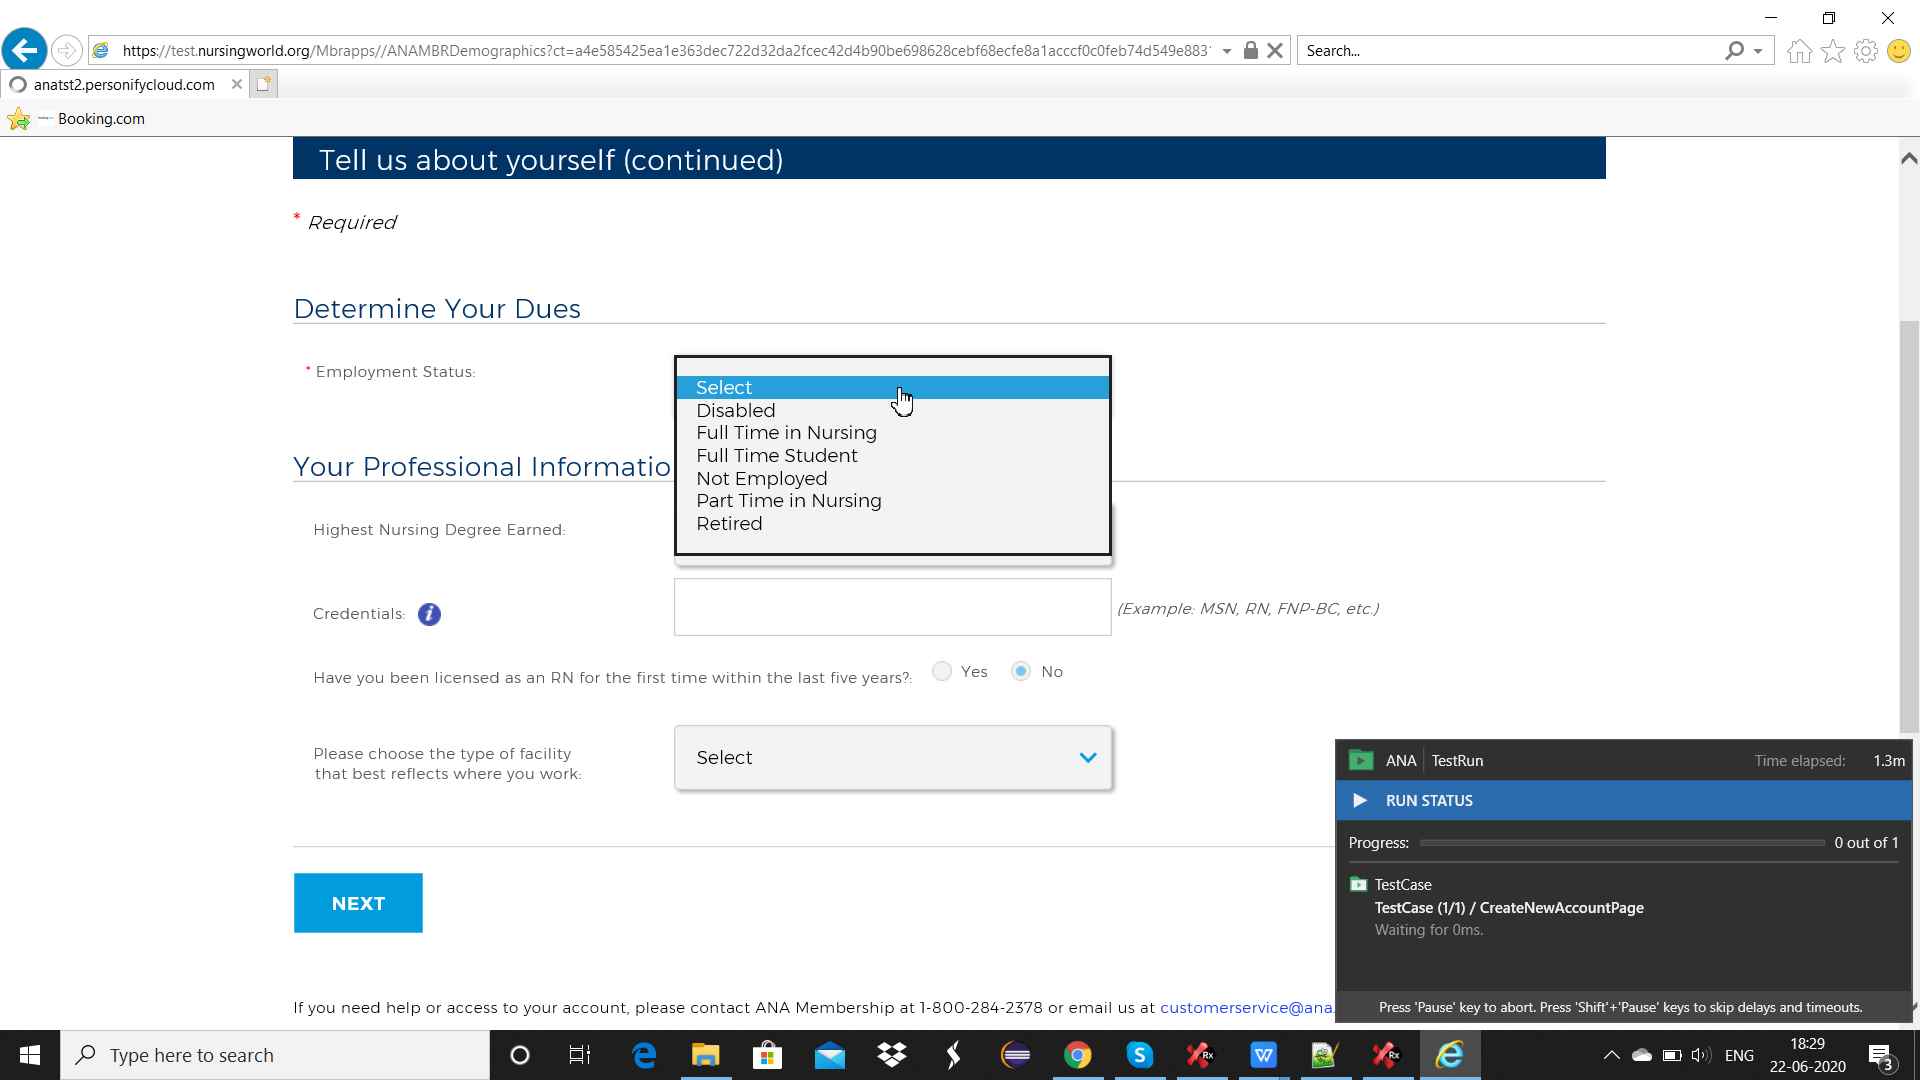 https://test.nursingworld.org/Mbrapps//ANAMBRDemographics?ct=a4e585425ea1e363dec722d32da2fcec42d4b90be698628cebf68ecfe8a1acccf0c0feb74d549e883
Search...
anatst2.personifycloud.com
Booking.com
Tell us about yourself (continued)
* Required
Determine Your Dues
* Employment Status:
Select
Disabled
Full Time in Nursing
Full Time Student
Not Employed
Part Time in Nursing
Retired
Your Professional Informatio
Highest Nursing Degree Earned:
Credentials: i
(Example: MSN, RN, FNP-BC, etc.)
Have you been licensed as an RN for the first time within the last five years?: Yes No
Please choose the type of facility
that best reflects where you work:
Select
NEXT
If you need help or access to your account, please contact ANA Membership at 1-800-284-2378 or email us at customerservice@ana.
ANA TestRun Time elapsed: 1.3m
RUN STATUS
Progress: 0 out of 1
TestCase
TestCase (1/1) / CreateNewAccountPage
Waiting for 0ms.
Press 'Pause' key to abort. Press 'Shift'+'Pause' keys to skip delays and timeouts.
Type here to search
ENG
18:29
22-06-2020
3